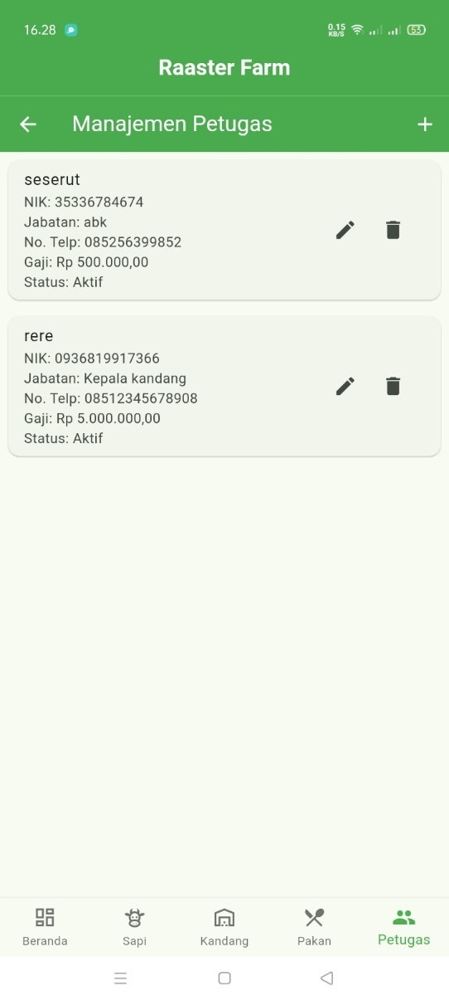 16.28
0.15
KB/S
53
Raaster Farm
Manajemen Petugas
seserut
NIK: 35336784674
Jabatan: abk
No. Telp: 085256399852
Gaji: Rp 500.000,00
Status: Aktif
rere
NIK: 0936819917366
Jabatan: Kepala kandang
No. Telp: 08512345678908
Gaji: Rp 5.000.000,00
Status: Aktif
Beranda
Sapi
Kandang
Pakan
Petugas